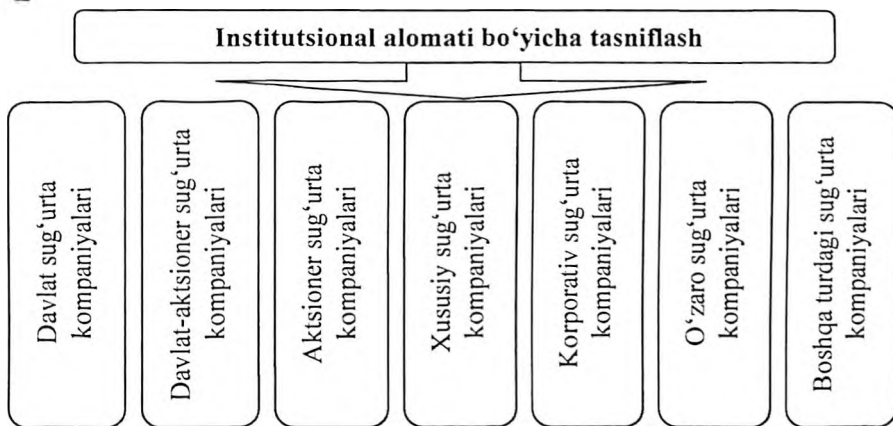 Institutsional alomati bo‘yicha tasniflash
Davlat sug‘urta
kompaniyalari
Davlat-aktsioner sug‘urta
kompaniyalari
Aktsioner sug‘urta
kompaniyalari
Xususiy sug‘urta
kompaniyalari
Korporativ sug‘urta
kompaniyalari
O‘zaro sug‘urta
kompaniyalari
Boshqa turdagi sug‘urta
kompaniyalari